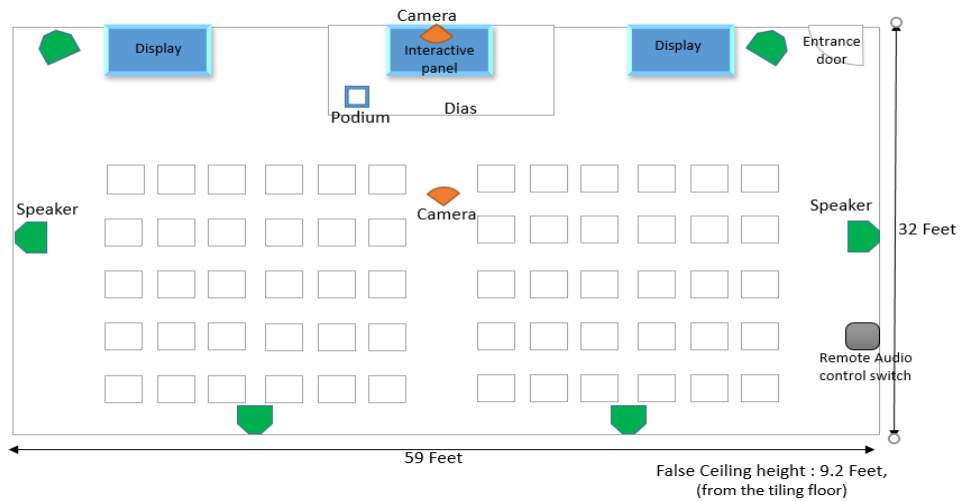 Camera
Display
Interactive
panel
Display
Entrance
door
Podium
Dias
Speaker
Camera
Speaker
32 Feet
Remote Audio
control switch
59 Feet
False Ceiling height : 9.2 Feet,
(from the tiling floor)